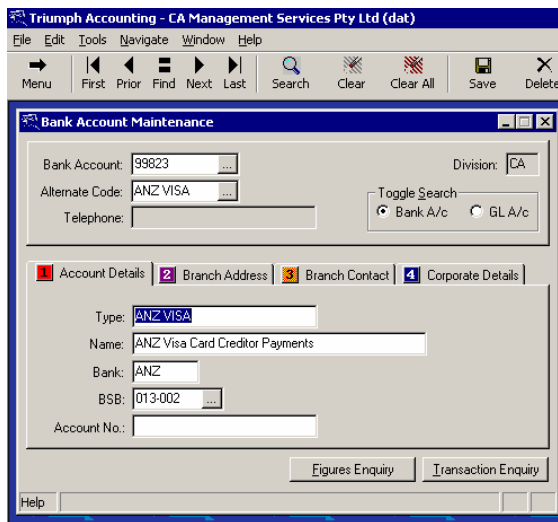 Triumph Accounting - CA Management Services Pty Ltd (dat)
File Edit Tools Navigate Window Help
Menu First Prior Find Next Last Search Clear Clear All Save Delete
Bank Account Maintenance
Bank Account: 99823 ... Division: CA
Alternate Code: ANZ VISA ... Toggle Search
Telephone: Bank A/c GL A/c
1 Account Details 2 Branch Address 3 Branch Contact 4 Corporate Details
Type: ANZ VISA
Name: ANZ Visa Card Creditor Payments
Bank: ANZ
BSB: 013-002 ...
Account No.:
Figures Enquiry Transaction Enquiry
Help